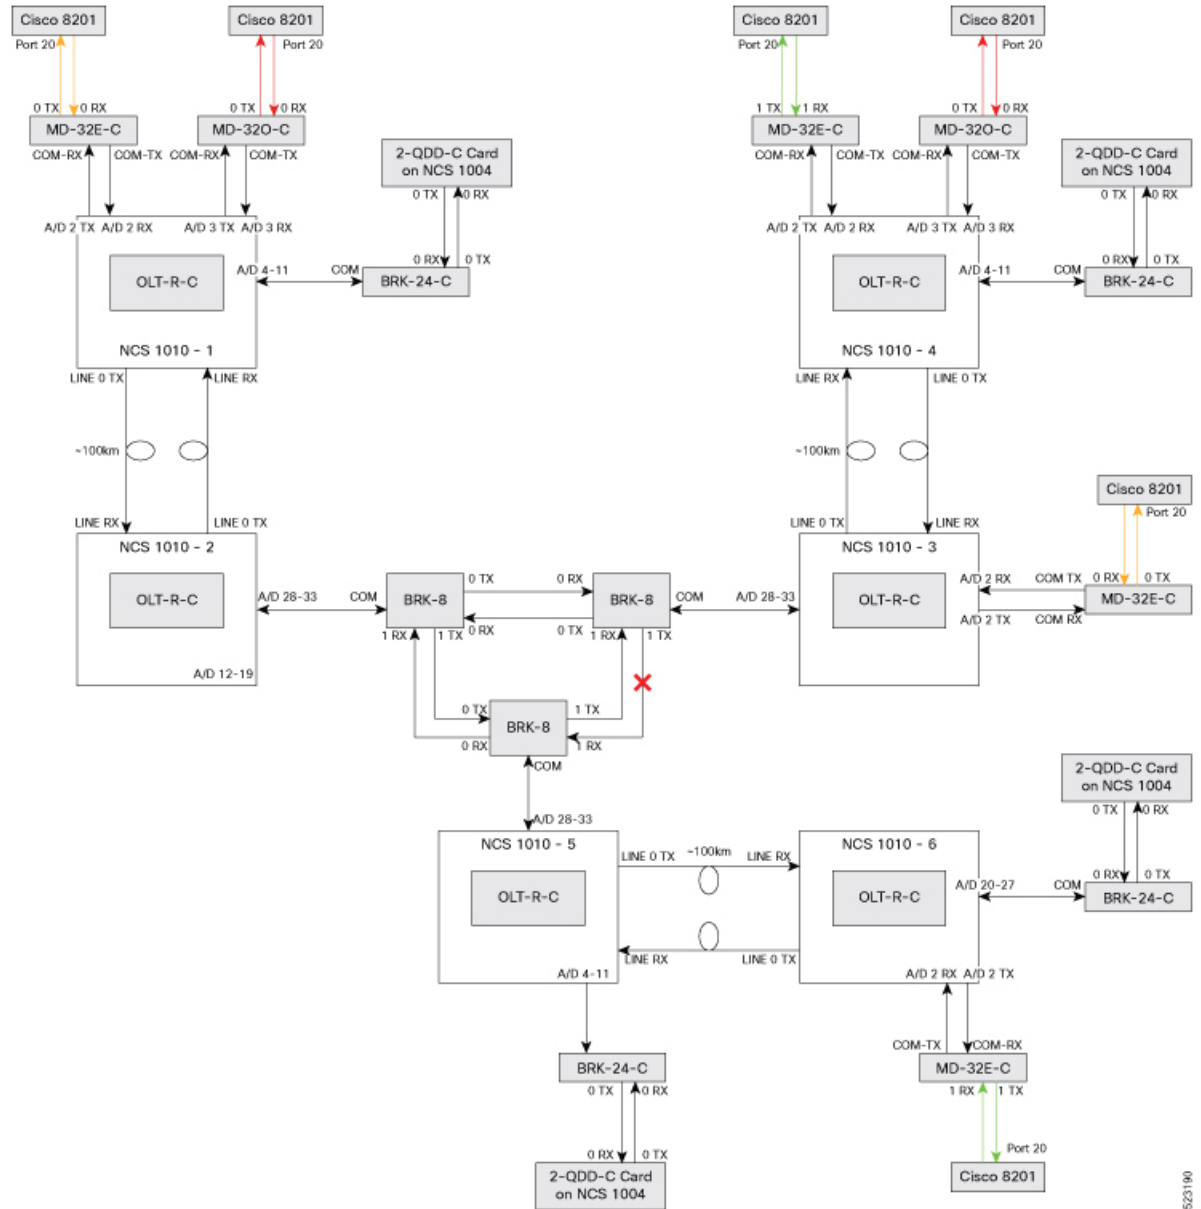 Cisco 8201
Cisco 8201
Cisco 8201
Cisco 8201
Port 20
Port 20
Port 20
Port 20
0 TX
0 RX
0 TX
0 RX
1 TX
1 RX
0 TX
0 RX
MD-32E-C
MD-32O-C
MD-32E-C
MD-32O-C
COM-RX
COM-TX
COM-RX
COM-TX
COM-RX
COM-TX
COM-RX
COM-TX
2-QDD-C Card
on NCS 1004
2-QDD-C Card
on NCS 1004
0 TX
0 RX
0 TX
0 RX
A/D 2 TX
A/D 2 RX
A/D 3 TX
A/D 3 RX
A/D 2 TX
A/D 2 RX
A/D 3 TX
A/D 3 RX
0 RX
0 TX
0 RX
0 TX
A/D 4-11
COM
BRK-24-C
A/D 4-11
COM
BRK-24-C
OLT-R-C
OLT-R-C
NCS 1010 - 1
NCS 1010 - 4
LINE 0 TX
LINE RX
LINE RX
LINE 0 TX
~100km
~100km
Cisco 8201
Port 20
LINE RX
LINE 0 TX
LINE 0 TX
LINE RX
NCS 1010 - 2
NCS 1010 - 3
OLT-R-C
A/D 28-33
COM
BRK-8
0 TX
0 RX
0 RX
0 TX
BRK-8
COM
A/D 28-33
OLT-R-C
A/D 2 RX
COM TX
0 RX
0 TX
MD-32E-C
A/D 2 TX
COM RX
1 RX
1 TX
1 RX
1 TX
A/D 12-19
0 TX
1 TX
BRK-8
0 RX
1 RX
COM
2-QDD-C Card
on NCS 1004
0 TX
0 RX
A/D 28-33
NCS 1010 - 5
LINE 0 TX
~100km
LINE RX
NCS 1010 - 6
0 RX
0 TX
OLT-R-C
OLT-R-C
A/D 20-27
COM
BRK-24-C
LINE RX
LINE 0 TX
A/D 4-11
A/D 2 RX
A/D 2 TX
COM-TX
COM-RX
BRK-24-C
MD-32E-C
0 TX
0 RX
1 RX
1 TX
0 RX
0 TX
Port 20
2-QDD-C Card
on NCS 1004
Cisco 8201
523190